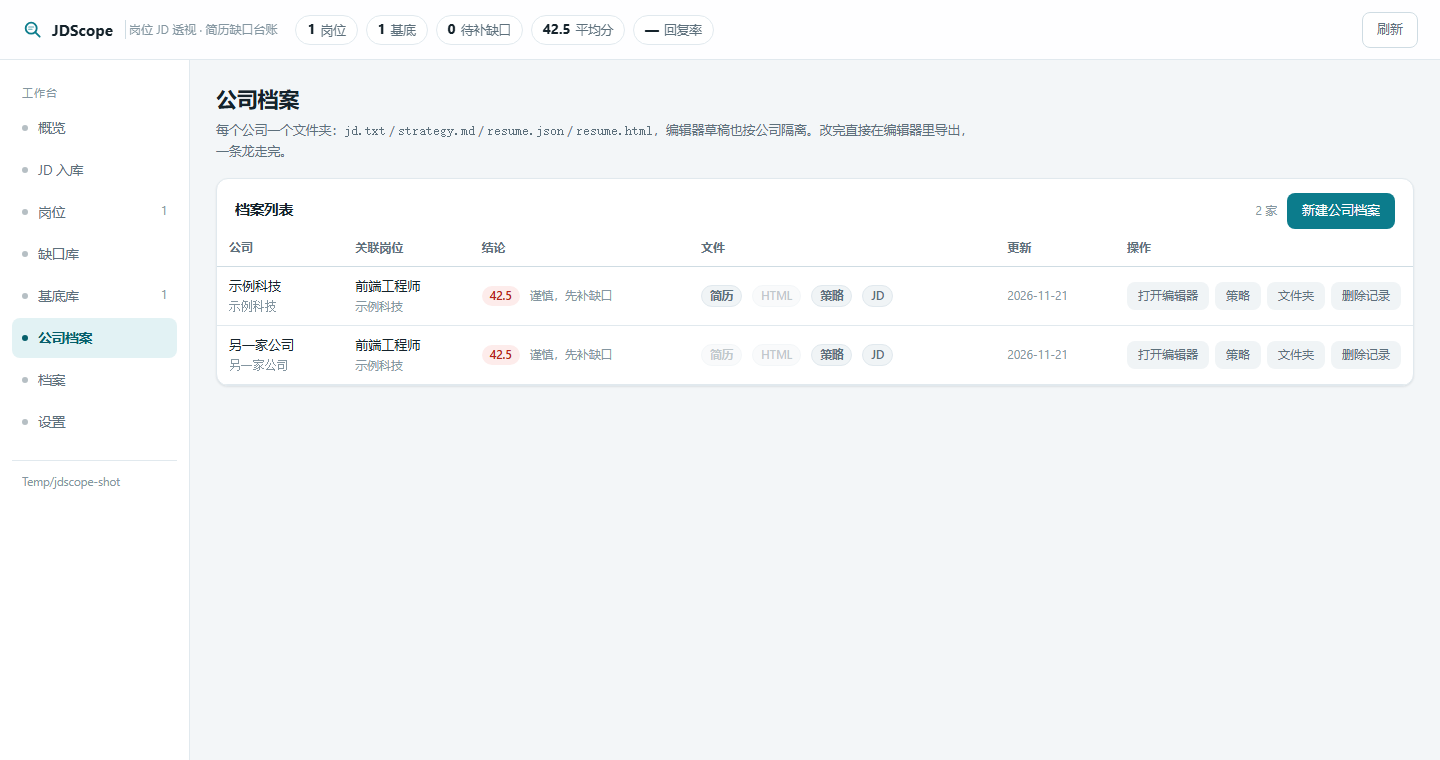 JDScope 岗位 JD 透视 · 简历缺口台账 1 岗位 1 基底 0 待补缺口 42.5 平均分 — 回复率 刷新
工作台
概览
JD 入库
岗位 1
缺口库
基底库 1
公司档案
档案
设置
Temp/jdscope-shot
公司档案
每个公司一个文件夹：jd.txt / strategy.md / resume.json / resume.html，编辑器草稿也按公司隔离。改完直接在编辑器里导出，
一条龙走完。
档案列表 2 家 新建公司档案
公司 关联岗位 结论 文件 更新 操作
示例科技 前端工程师 42.5 谨慎，先补缺口 简历 HTML 策略 JD 2026-11-21 打开编辑器 策略 文件夹 删除记录
示例科技 示例科技
另一家公司 前端工程师 42.5 谨慎，先补缺口 简历 HTML 策略 JD 2026-11-21 打开编辑器 策略 文件夹 删除记录
另一家公司 示例科技